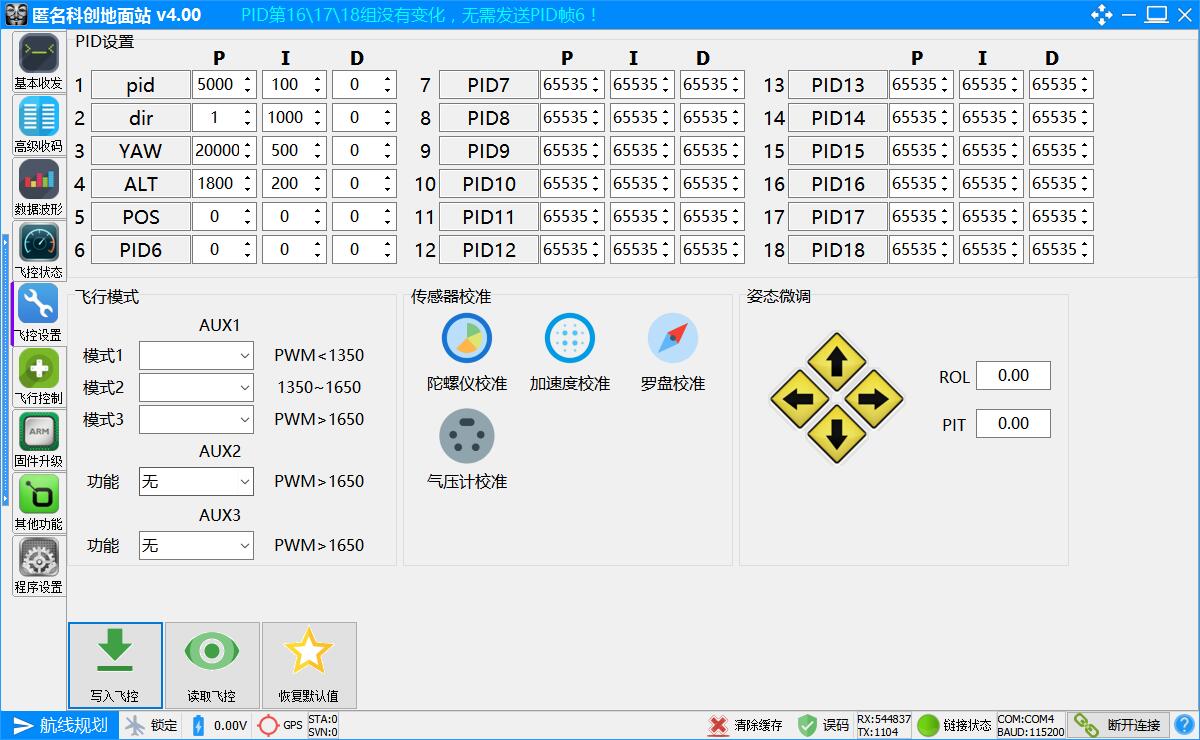 匿名科创地面站 v4.00 PID第16\17\18组没有变化，无需发送PID帧6！
基本收发
高级收码
数据波形
飞控状态
飞控设置
飞行控制
ARM
固件升级
其他功能
程序设置
PID设置
P I D P I D P I D
1 pid 5000 100 0 7 PID7 65535 65535 65535 13 PID13 65535 65535 65535
2 dir 1 1000 0 8 PID8 65535 65535 65535 14 PID14 65535 65535 65535
3 YAW 20000 500 0 9 PID9 65535 65535 65535 15 PID15 65535 65535 65535
4 ALT 1800 200 0 10 PID10 65535 65535 65535 16 PID16 65535 65535 65535
5 POS 0 0 0 11 PID11 65535 65535 65535 17 PID17 65535 65535 65535
6 PID6 0 0 0 12 PID12 65535 65535 65535 18 PID18 65535 65535 65535
飞行模式
AUX1
模式1 PWM<1350
模式2 1350~1650
模式3 PWM>1650
AUX2
功能 无 PWM>1650
AUX3
功能 无 PWM>1650
传感器校准
陀螺仪校准 加速度校准 罗盘校准
气压计校准
姿态微调
ROL 0.00
PIT 0.00
写入飞控 读取飞控 恢复默认值
航线规划 锁定 0.00V GPS STA:0 SVN:0 清除缓存 误码 RX:544837 TX:1104 链接状态 COM:COM4 BAUD:115200 断开连接 ?